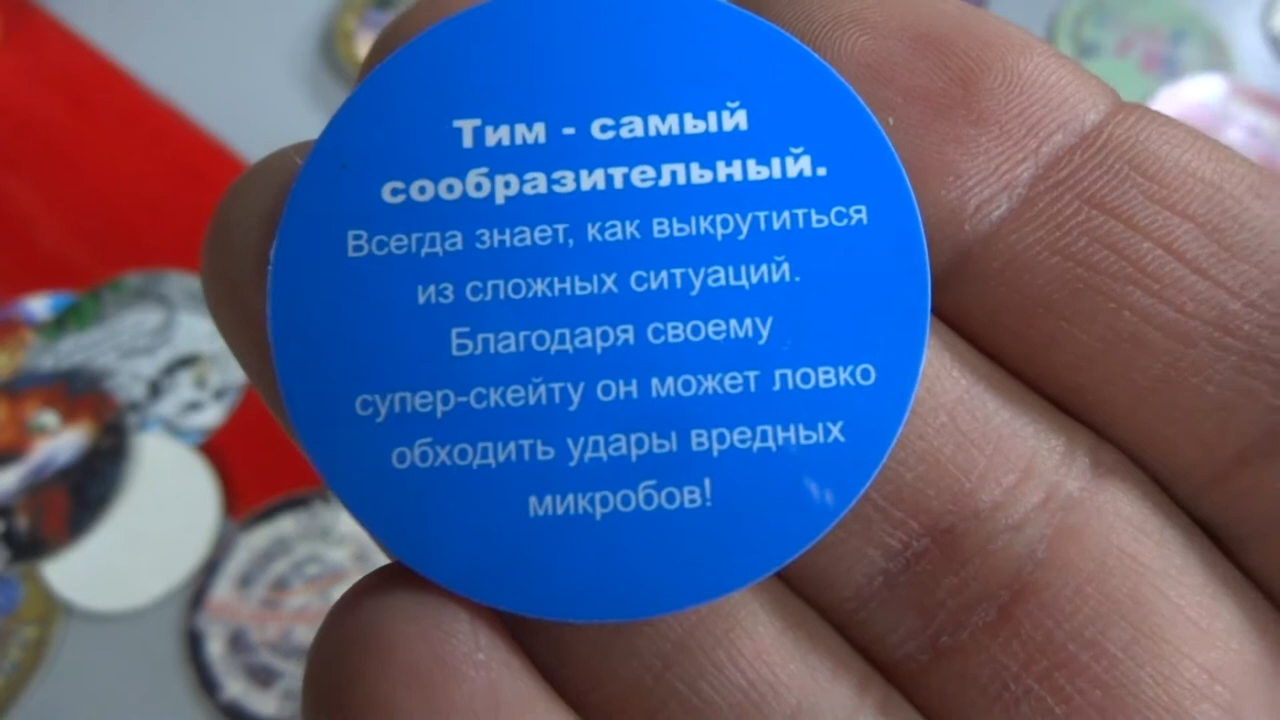 Тим - самый
сообразительный.
Всегда знает, как выкрутиться
из сложных ситуаций.
Благодаря своему
супер-скейту он может ловко
обходить удары вредных
микробов!